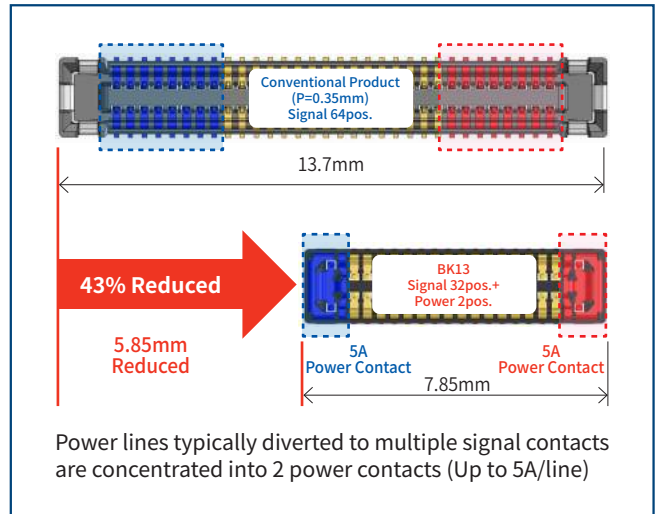 Conventional Product
(P=0.35mm)
Signal 64pos.
13.7mm
43% Reduced
5.85mm
Reduced
BK13
Signal 32pos.+
Power 2pos.
5A
Power Contact
5A
Power Contact
7.85mm
Power lines typically diverted to multiple signal contacts
are concentrated into 2 power contacts (Up to 5A/line)